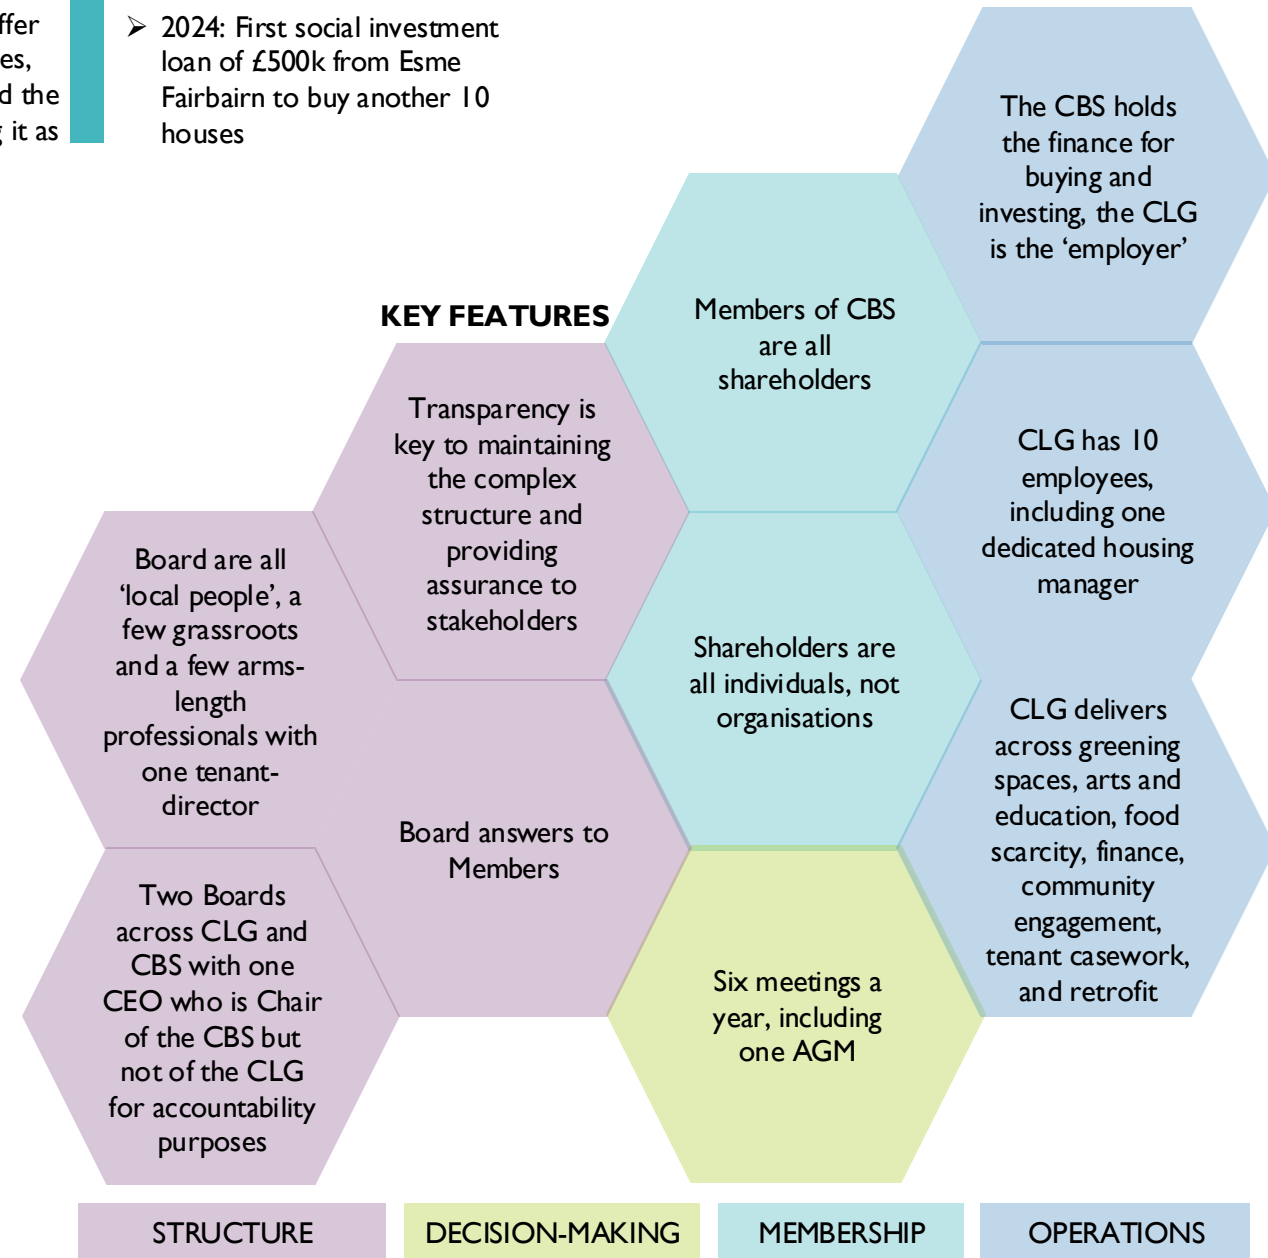 ffer
es,
d the
g it as
➢ 2024: First social investment
loan of £500k from Esme
Fairbairn to buy another 10
houses
The CBS holds
the finance for
buying and
investing, the CLG
is the ‘employer’
KEY FEATURES
Members of CBS
are all
shareholders
Transparency is
key to maintaining
the complex
structure and
providing
assurance to
stakeholders
CLG has 10
employees,
including one
dedicated housing
manager
Board are all
‘local people’, a
few grassroots
and a few arms-
length
professionals with
one tenant-
director
Shareholders are
all individuals, not
organisations
CLG delivers
across greening
spaces, arts and
education, food
scarcity, finance,
community
engagement,
tenant casework,
and retrofit
Board answers to
Members
Two Boards
across CLG and
CBS with one
CEO who is Chair
of the CBS but
not of the CLG
for accountability
purposes
Six meetings a
year, including
one AGM
STRUCTURE
DECISION-MAKING
MEMBERSHIP
OPERATIONS